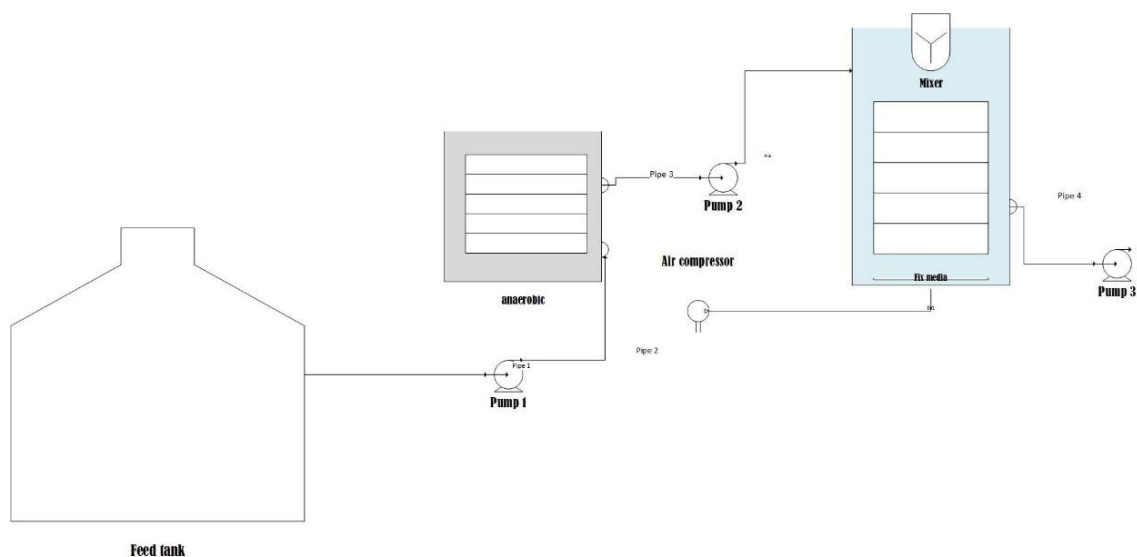 Mixer
Pipe 3
Pump 2
Pipe 4
Air compressor
Fix media
Pump 3
anaerobic
Pipe 2
Pipe 1
Pump 1
Feed tank